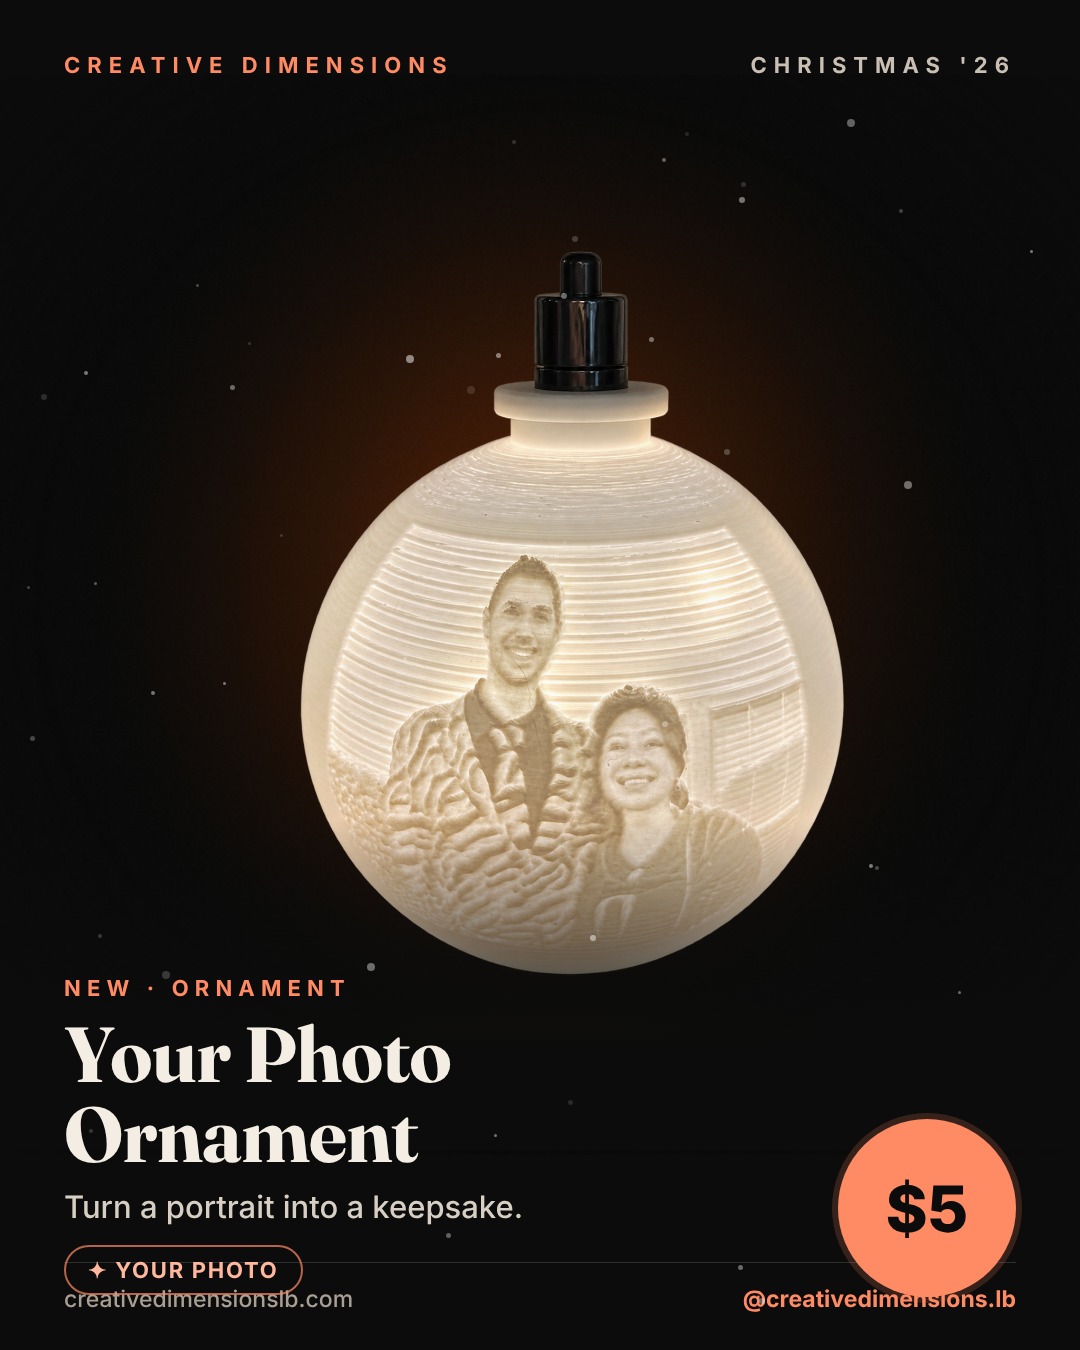 CREATIVE DIMENSIONS
CHRISTMAS '26
NEW · ORNAMENT
Your Photo
Ornament
Turn a portrait into a keepsake.
$5
✦ YOUR PHOTO
creativedimensionslb.com
@creativedimensions.lb